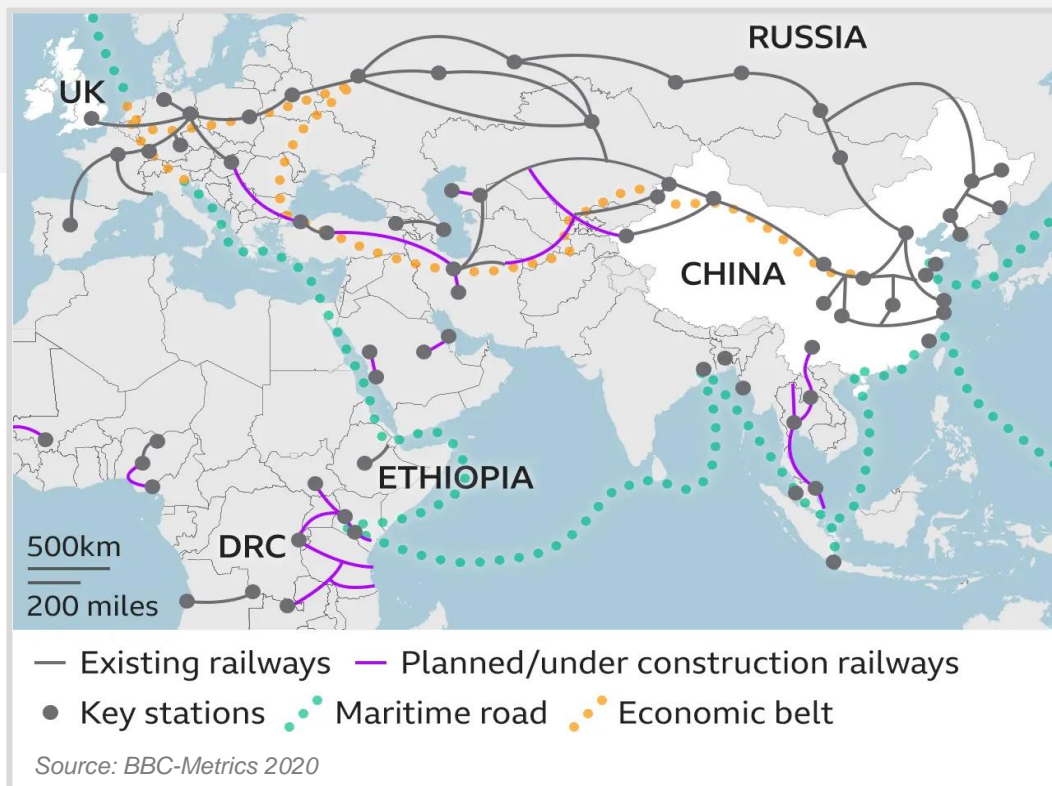 RUSSIA
UK
CHINA
ETHIOPIA
DRC
500km
200 miles
Existing railways
Planned/under construction railways
Key stations
Maritime road
Economic belt
Source: BBC-Metrics 2020